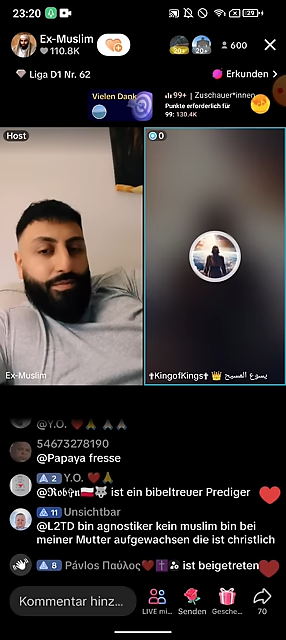 23:20
29
Ex-Muslim
110.8K
20+
20+
600
Liga D1 Nr. 62
Erkunden
Vielen Dank
99+ | Zuschauer*innen
Punkte erforderlich für
99: 130.4K
Host
0
Ex-Muslim
✝KingofKings✝ 👑 يسوع المسيح
@Y.O. ❤️🙏
54673278190
@Papaya fresse
2 Y.O. ❤️🙏
ist ein bibeltreuer Prediger
11 Unsichtbar
@L2TD bin agnostiker kein muslim bin bei
meiner Mutter aufgewachsen die ist christlich
8 Pávlos Παύλος❤️✝️ ist beigetreten
Kommentar hinz...
LIVE mi...
Senden
Gesche...
70